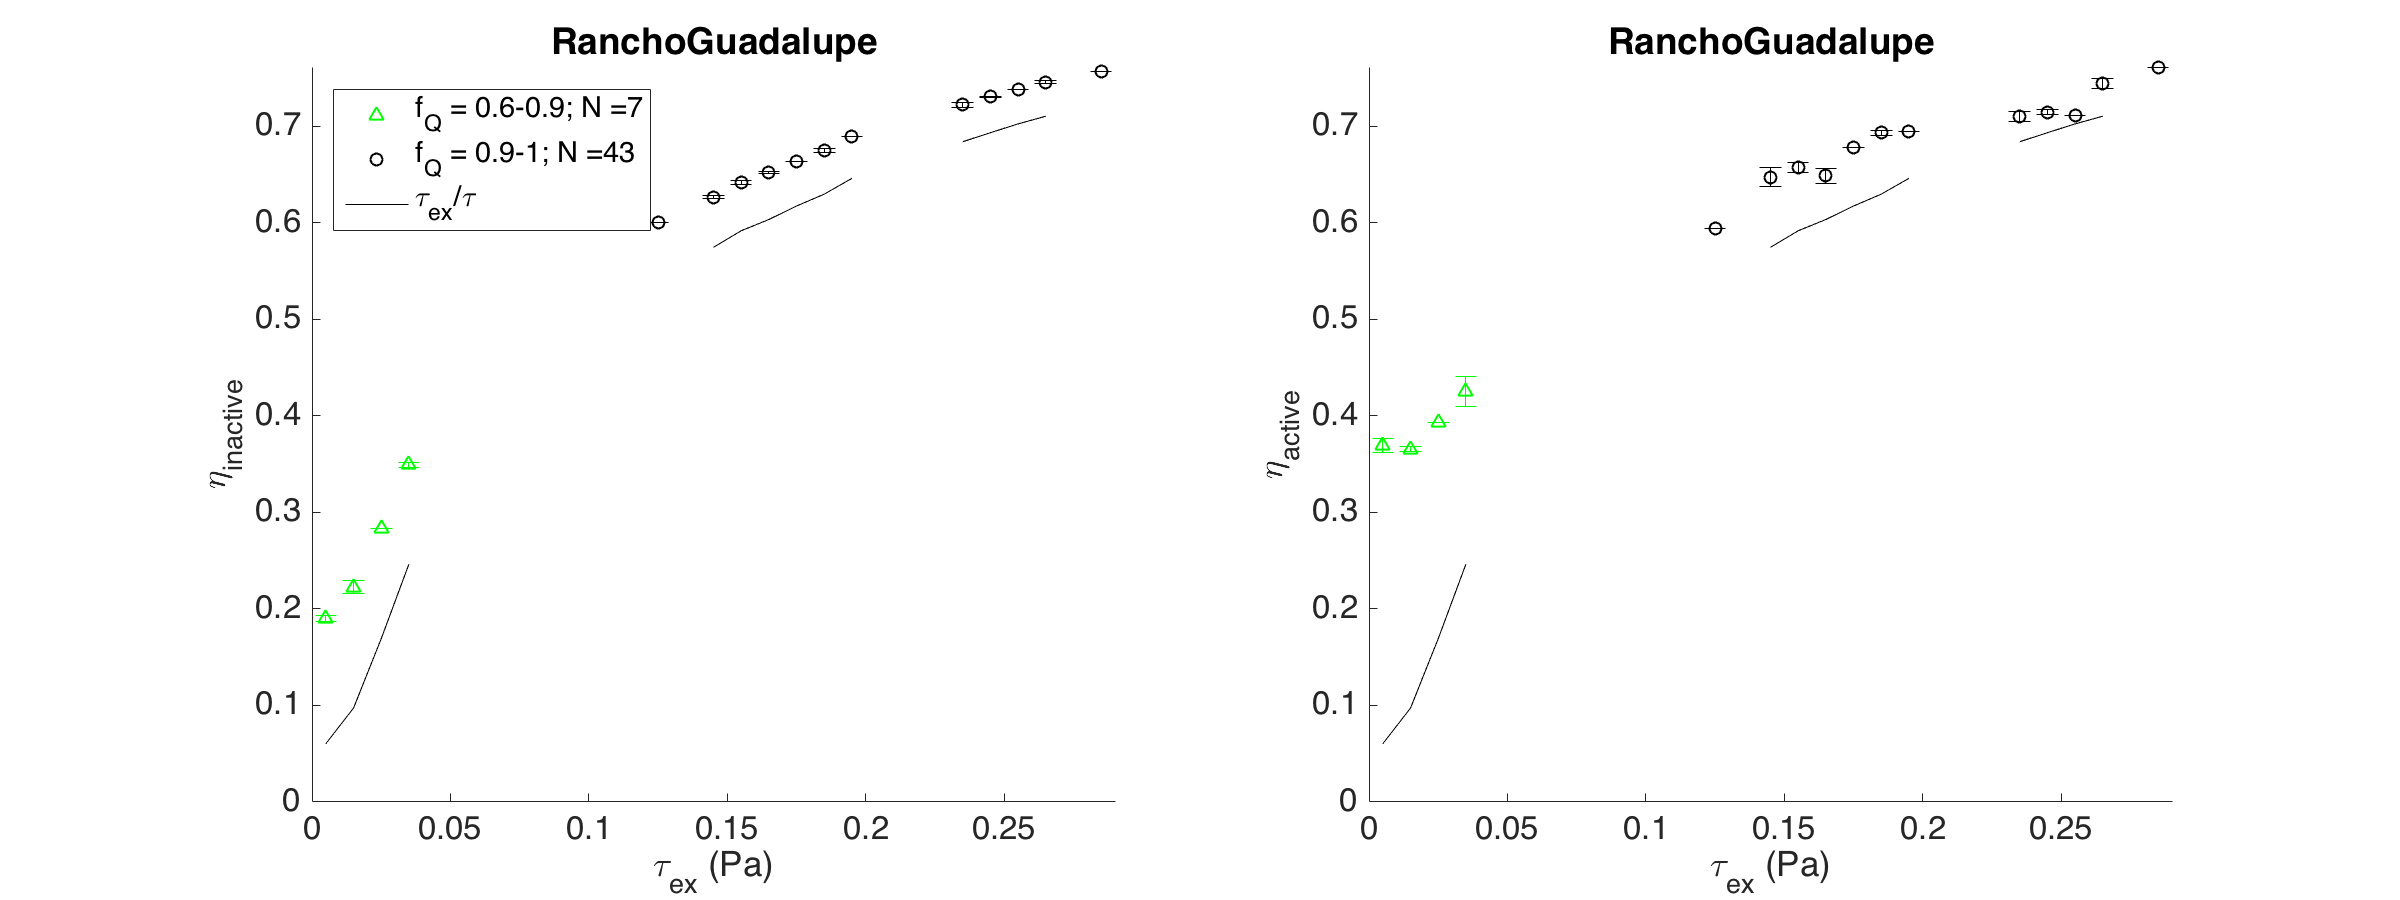 RanchoGuadalupe
f_Q = 0.6-0.9; N =7
f_Q = 0.9-1; N =43
τ_ex/τ
0.7
0.6
0.5
0.4
0.3
0.2
0.1
0
η_inactive
0 0.05 0.1 0.15 0.2 0.25
τ_ex (Pa)
RanchoGuadalupe
0.7
0.6
0.5
0.4
0.3
0.2
0.1
0
η_active
0 0.05 0.1 0.15 0.2 0.25
τ_ex (Pa)